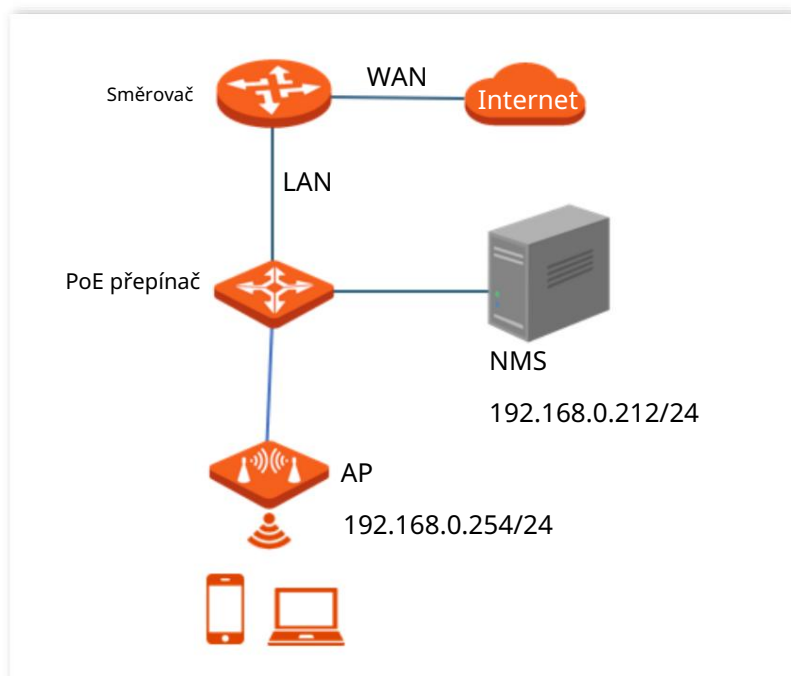 Směrovač
WAN
Internet
LAN
PoE přepínač
NMS
192.168.0.212/24
AP
192.168.0.254/24